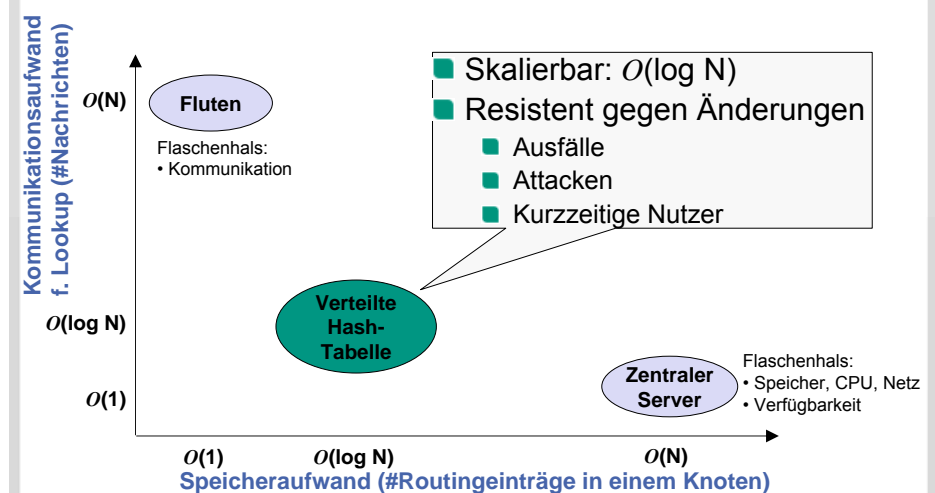 Kommunikationsaufwand
f. Lookup (#Nachrichten)
O(N)
Fluten
Flaschenhals:
• Kommunikation
Skalierbar: O(log N)
Resistent gegen Änderungen
Ausfälle
Attacken
Kurzzeitige Nutzer
O(log N)
Verteilte
Hash-
Tabelle
O(1)
Zentraler
Server
Flaschenhals:
• Speicher, CPU, Netz
• Verfügbarkeit
O(1) O(log N) O(N)
Speicheraufwand (#Routingeinträge in einem Knoten)